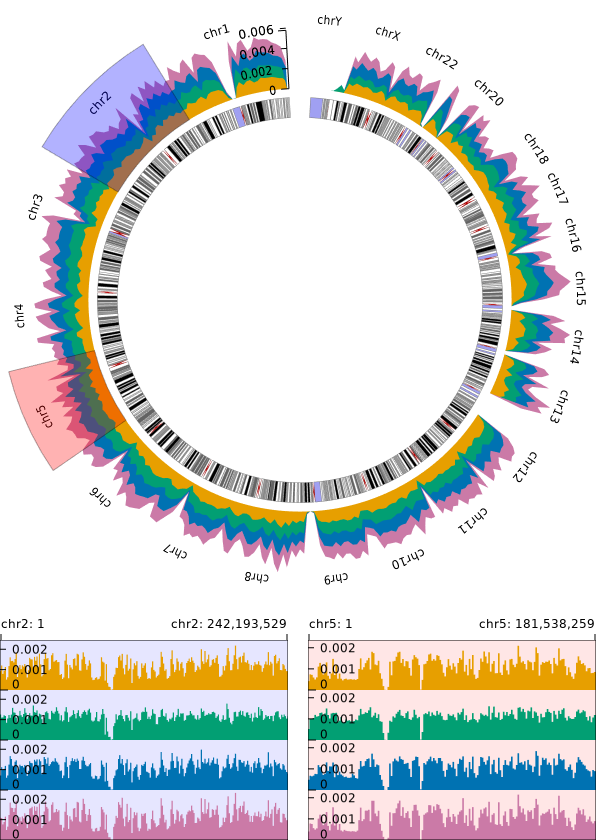 chrY
chr1
0.006
0.004
0.002
0
chrX
chr22
chr20
chr18
chr17
chr16
chr15
chr14
chr13
chr12
chr11
chr10
chr9
chr8
chr7
chr6
chr5
chr4
chr3
chr2
chr2: 1
chr2: 242,193,529
chr5: 1
chr5: 181,538,259
0.002
0.001
0
0.002
0.001
0
0.002
0.001
0
0.002
0.001
0
0.002
0.001
0
0.002
0.001
0
0.002
0.001
0
0.002
0.001
0